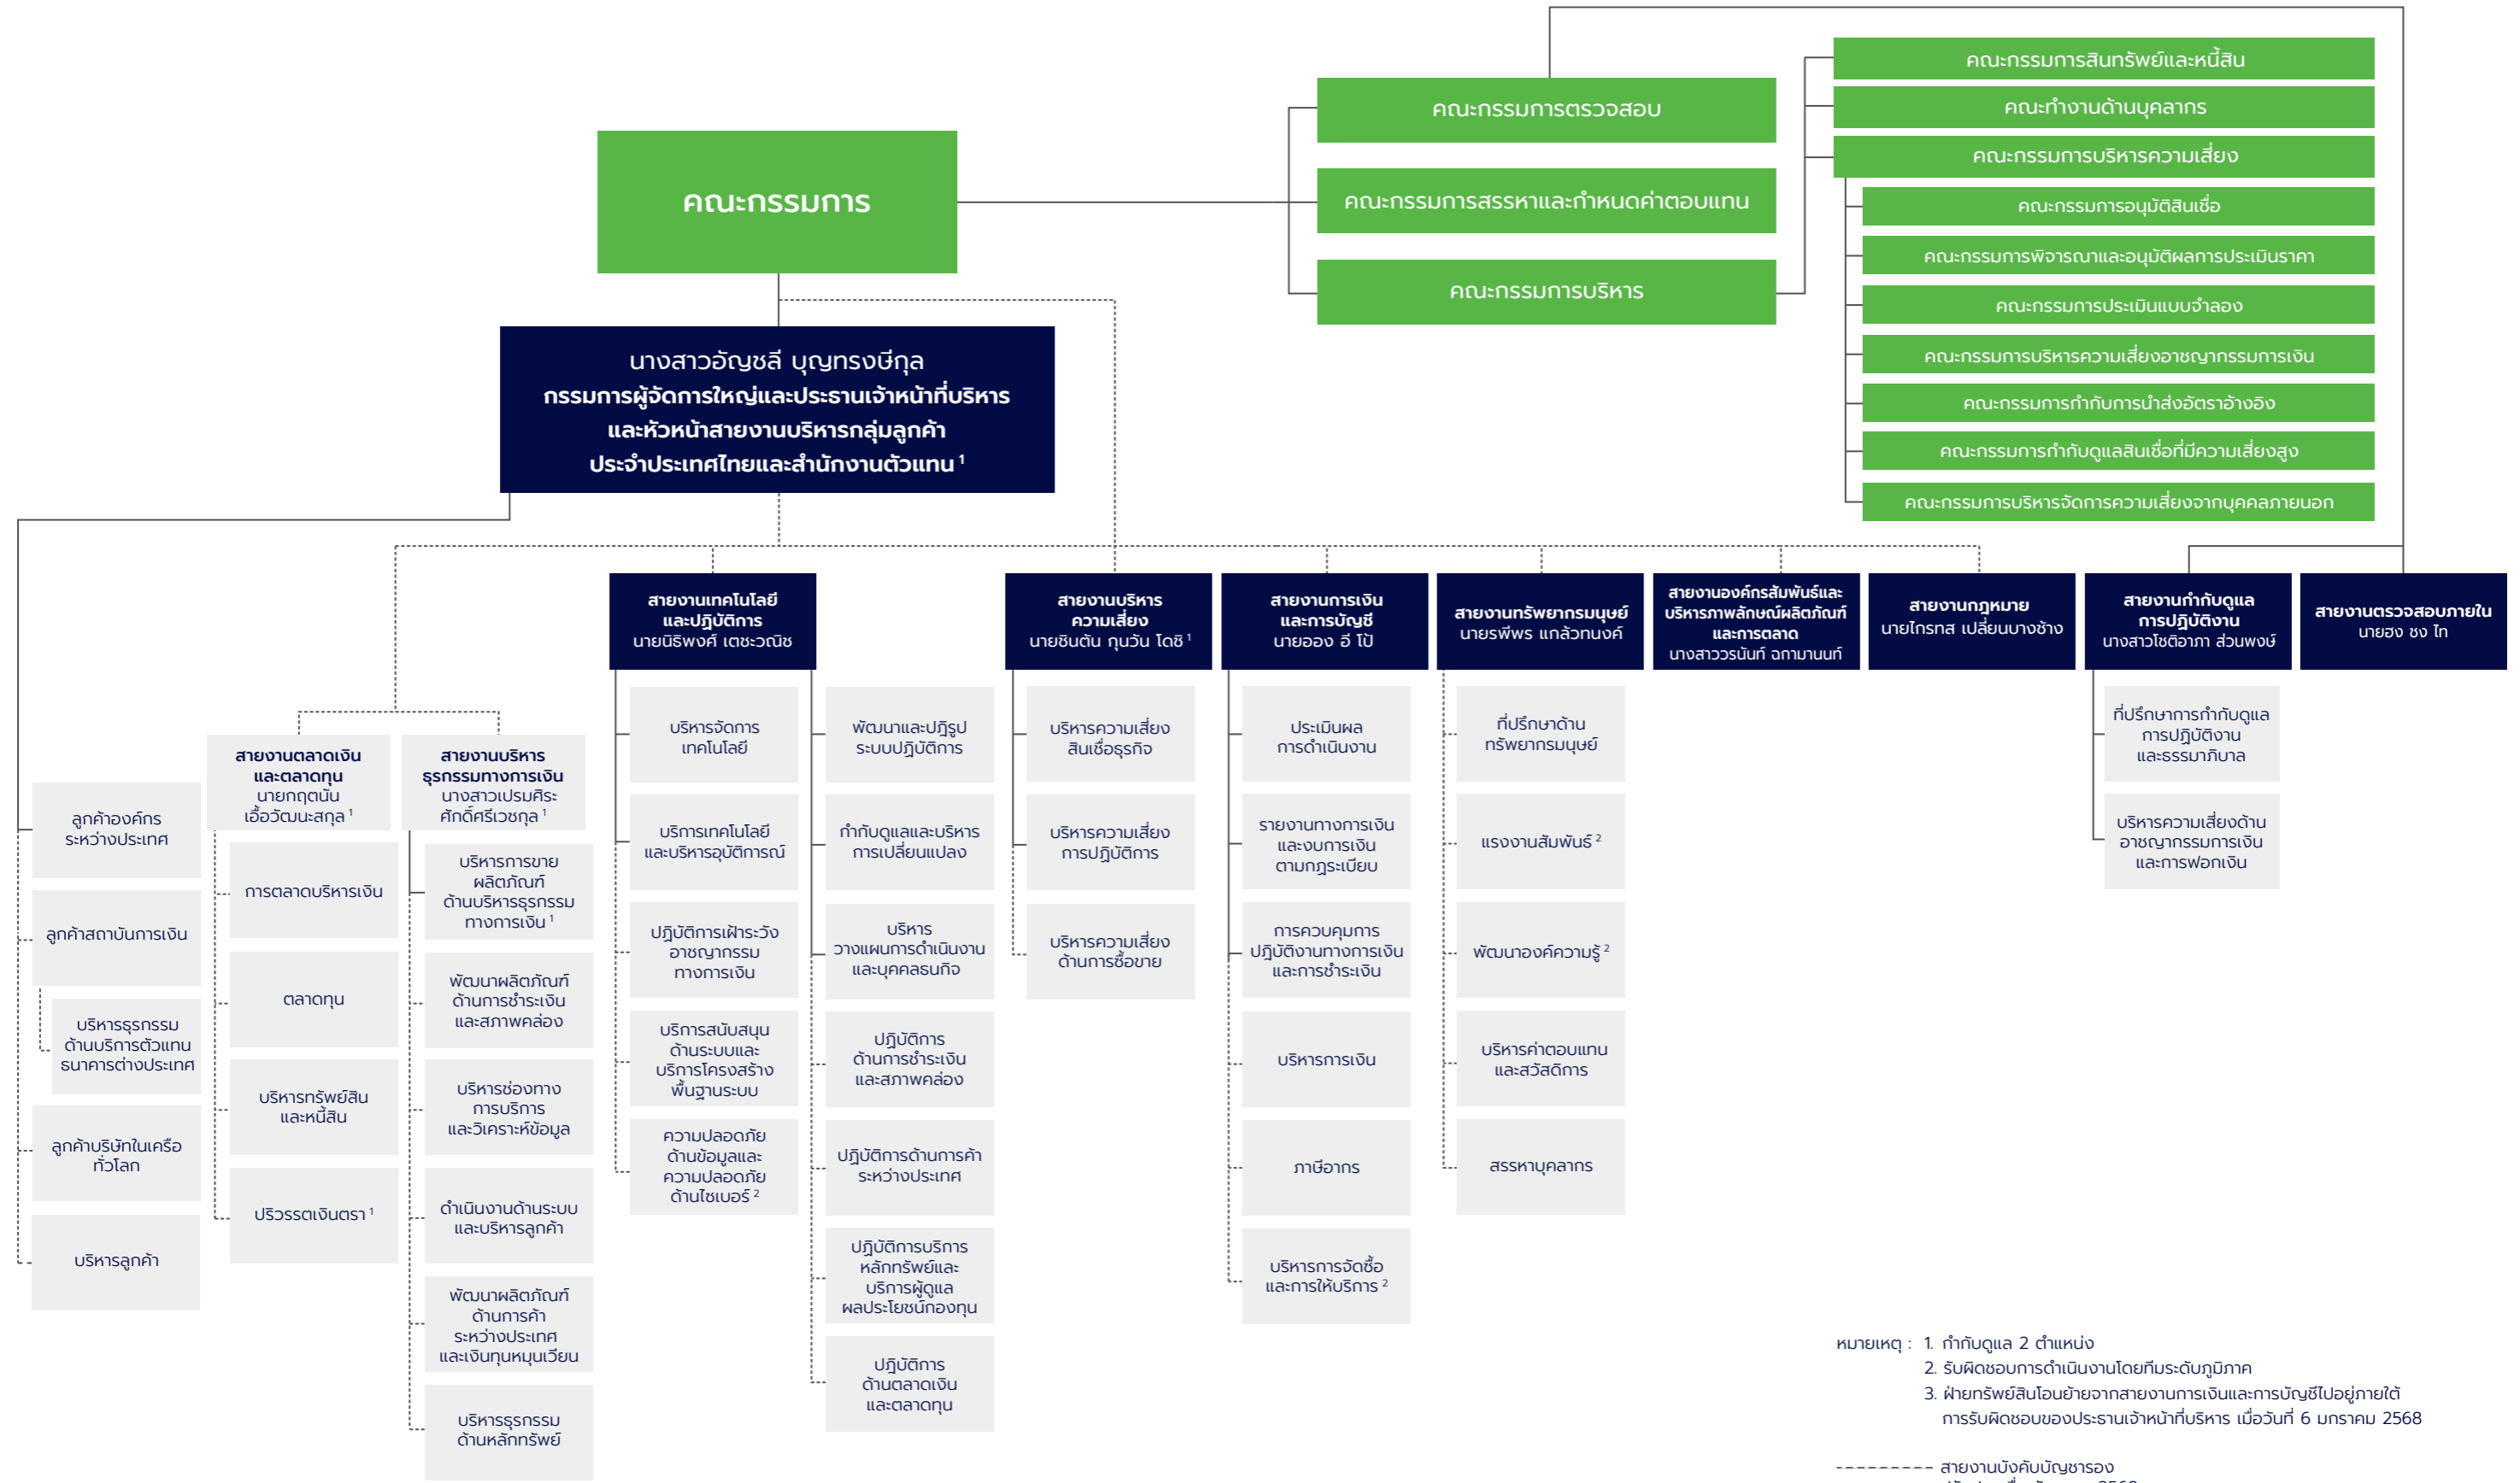 คณะกรรมการ
คณะกรรมการตรวจสอบ
คณะกรรมการสรรหาและกำหนดค่าตอบแทน
คณะกรรมการบริหาร
คณะกรรมการสินทรัพย์และหนี้สิน
คณะทำงานด้านบุคลากร
คณะกรรมการบริหารความเสี่ยง
คณะกรรมการอนุมัติสินเชื่อ
คณะกรรมการพิจารณาและอนุมัติผลการประเมินราคา
คณะกรรมการประเมินแบบจำลอง
คณะกรรมการบริหารความเสี่ยงอาชญากรรมการเงิน
คณะกรรมการกำกับการนำส่งอัตราอ้างอิง
คณะกรรมการกำกับดูแลสินเชื่อที่มีความเสี่ยงสูง
คณะกรรมการบริหารจัดการความเสี่ยงจากบุคคลภายนอก
นางสาวอัญชลี บุญทรงษีกุล
กรรมการผู้จัดการใหญ่และประธานเจ้าหน้าที่บริหาร
และหัวหน้าสายงานบริหารกลุ่มลูกค้า
ประจำประเทศไทยและสำนักงานตัวแทน 1
ลูกค้าองค์กร
ระหว่างประเทศ
ลูกค้าสถาบันการเงิน
บริหารธุรกรรม
ด้านบริการตัวแทน
ธนาคารต่างประเทศ
ลูกค้าบริษัทในเครือ
ทั่วโลก
บริหารลูกค้า
สายงานตลาดเงิน
และตลาดทุน
นายกฤตนัน
เอื้อวัฒนะสกุล 1
การตลาดบริหารเงิน
ตลาดทุน
บริหารทรัพย์สิน
และหนี้สิน
ปริวรรตเงินตรา 1
สายงานบริหาร
ธุรกรรมทางการเงิน
นางสาวเปรมศิระ
ศักดิ์ศรีเวชกุล 1
บริหารการขาย
ผลิตภัณฑ์
ด้านบริหารธุรกรรม
ทางการเงิน 1
พัฒนาผลิตภัณฑ์
ด้านการชำระเงิน
และสภาพคล่อง
บริหารช่องทาง
การบริการ
และวิเคราะห์ข้อมูล
ดำเนินงานด้านระบบ
และบริหารลูกค้า
พัฒนาผลิตภัณฑ์
ด้านการค้า
ระหว่างประเทศ
และเงินทุนหมุนเวียน
บริหารธุรกรรม
ด้านหลักทรัพย์
สายงานเทคโนโลยี
และปฏิบัติการ
นายนิธิพงศ์ เตชะวณิช
บริหารจัดการ
เทคโนโลยี
บริการเทคโนโลยี
และบริหารอุบัติการณ์
ปฏิบัติการเฝ้าระวัง
อาชญากรรม
ทางการเงิน
บริการสนับสนุน
ด้านระบบและ
บริการโครงสร้าง
พื้นฐานระบบ
ความปลอดภัย
ด้านข้อมูลและ
ความปลอดภัย
ด้านไซเบอร์ 2
พัฒนาและปฏิรูป
ระบบปฏิบัติการ
กำกับดูแลและบริหาร
การเปลี่ยนแปลง
บริหาร
วางแผนการดำเนินงาน
และบุคคลธนกิจ
ปฏิบัติการ
ด้านการชำระเงิน
และสภาพคล่อง
ปฏิบัติการด้านการค้า
ระหว่างประเทศ
ปฏิบัติการบริการ
หลักทรัพย์และ
บริการผู้ดูแล
ผลประโยชน์กองทุน
ปฏิบัติการ
ด้านตลาดเงิน
และตลาดทุน
สายงานบริหาร
ความเสี่ยง
นายชินตัน กุนวัน โดชิ 1
บริหารความเสี่ยง
สินเชื่อธุรกิจ
บริหารความเสี่ยง
การปฏิบัติการ
บริหารความเสี่ยง
ด้านการซื้อขาย
สายงานการเงิน
และการบัญชี
นายออง อี โป้
ประเมินผล
การดำเนินงาน
รายงานทางการเงิน
และงบการเงิน
ตามกฎระเบียบ
การควบคุมการ
ปฏิบัติงานทางการเงิน
และการชำระเงิน
บริหารการเงิน
ภาษีอากร
บริหารการจัดซื้อ
และการให้บริการ 2
สายงานทรัพยากรมนุษย์
นายรพีพร แกล้วทนงค์
ที่ปรึกษาด้าน
ทรัพยากรมนุษย์
แรงงานสัมพันธ์ 2
พัฒนาองค์ความรู้ 2
บริหารค่าตอบแทน
และสวัสดิการ
สรรหาบุคลากร
สายงานองค์กรสัมพันธ์และ
บริหารภาพลักษณ์ผลิตภัณฑ์
และการตลาด
นางสาววรนันท์ ฉกามานนท์
สายงานกฎหมาย
นายไกรทส เปลี่ยนบางช้าง
สายงานกำกับดูแล
การปฏิบัติงาน
นางสาวโชติอาภา ส่วนพงษ์
ที่ปรึกษาการกำกับดูแล
การปฏิบัติงาน
และธรรมาภิบาล
บริหารความเสี่ยงด้าน
อาชญากรรมการเงิน
และการฟอกเงิน
สายงานตรวจสอบภายใน
นายฮง ชง ไท
หมายเหตุ : 1. กำกับดูแล 2 ตำแหน่ง
2. รับผิดชอบการดำเนินงานโดยทีมระดับภูมิภาค
3. ฝ่ายทรัพย์สินโอนย้ายจากสายงานการเงินและการบัญชีไปอยู่ภายใต้
การรับผิดชอบของประธานเจ้าหน้าที่บริหาร เมื่อวันที่ 6 มกราคม 2568
สายงานบังคับบัญชารอง